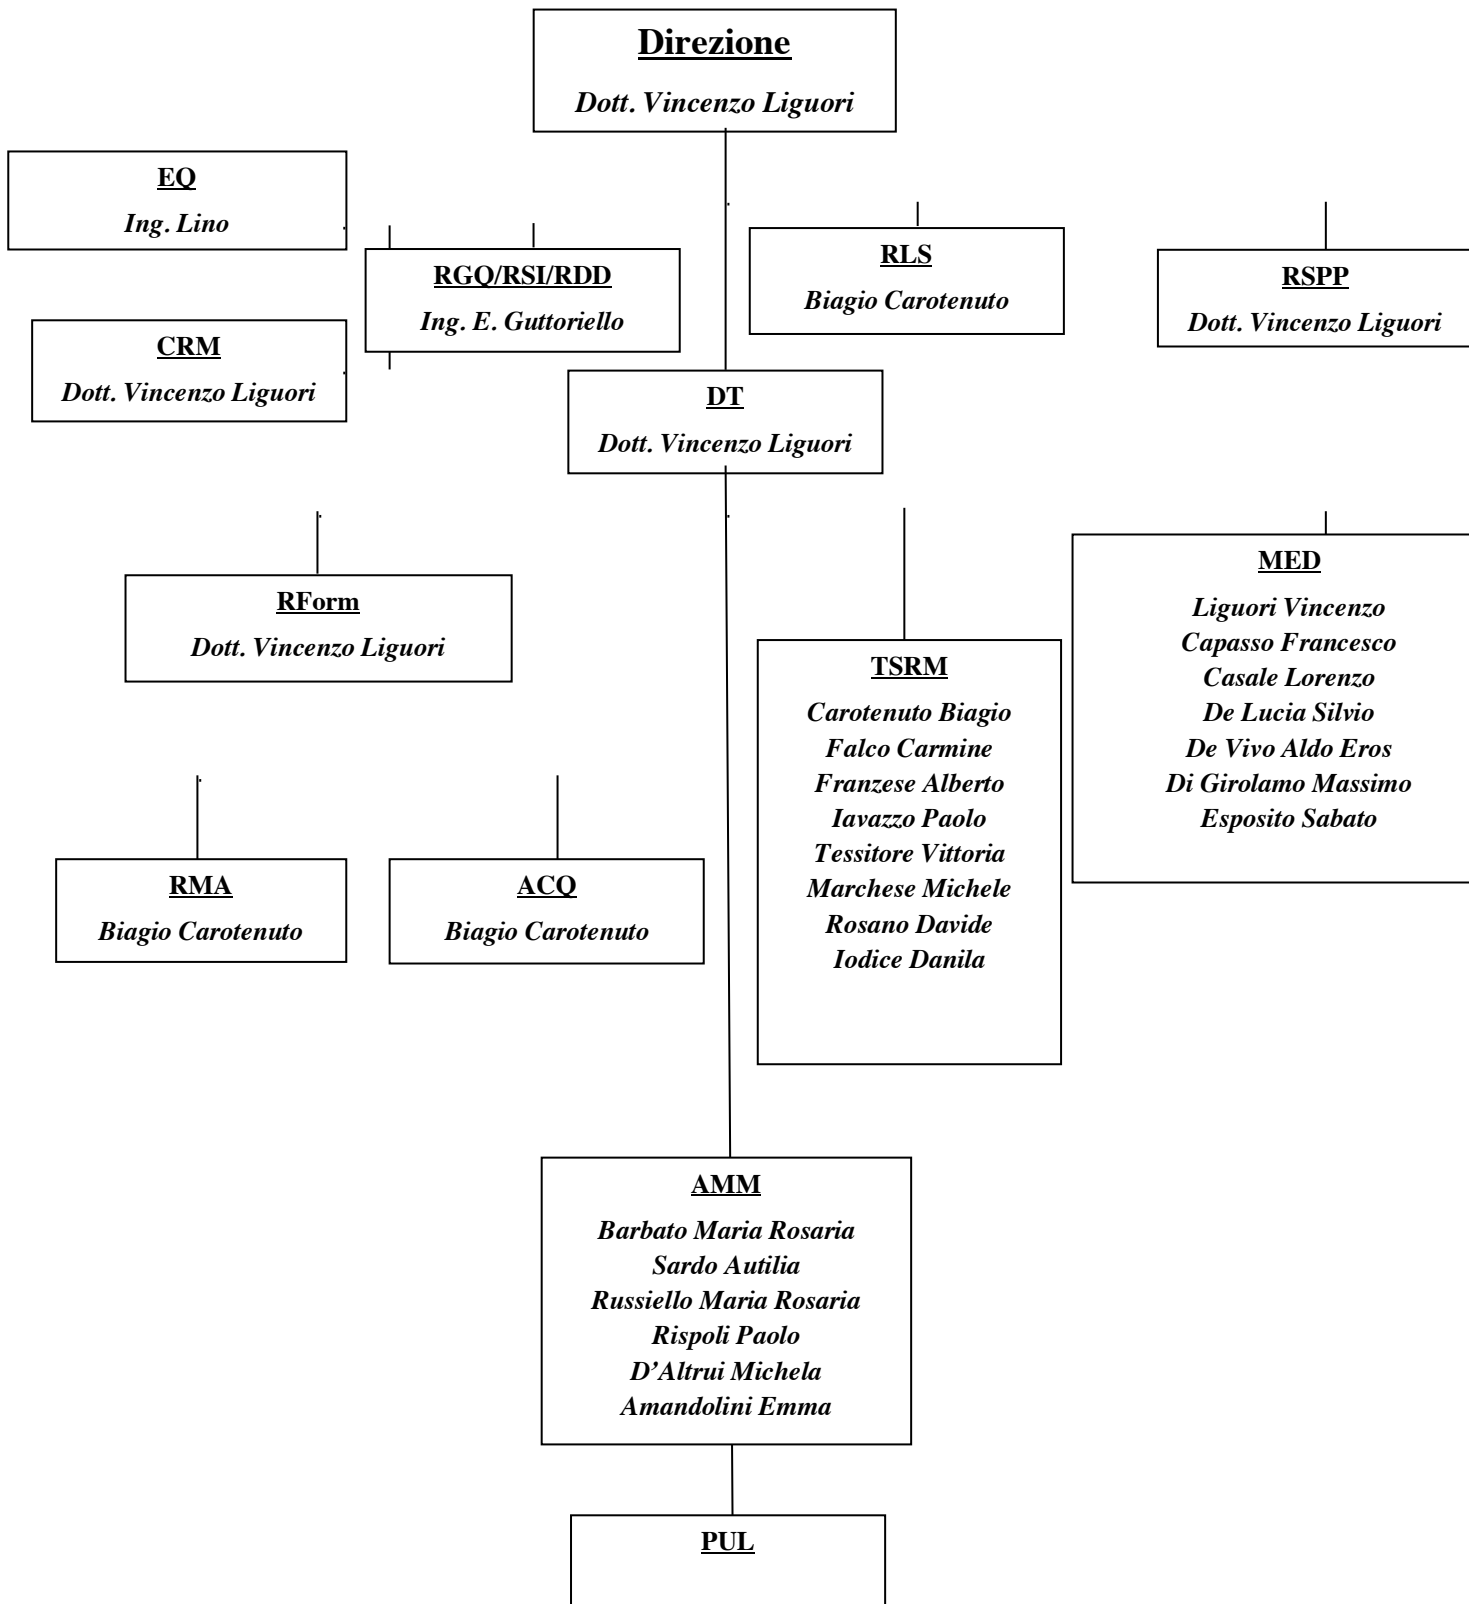 Direzione
Dott. Vincenzo Liguori
EQ
Ing. Lino
RGQ/RSI/RDD
Ing. E. Guttoriello
RLS
Biagio Carotenuto
RSPP
Dott. Vincenzo Liguori
CRM
Dott. Vincenzo Liguori
DT
Dott. Vincenzo Liguori
RForm
Dott. Vincenzo Liguori
TSRM
Carotenuto Biagio
Falco Carmine
Franzese Alberto
Iavazzo Paolo
Tessitore Vittoria
Marchese Michele
Rosano Davide
Iodice Danila
MED
Liguori Vincenzo
Capasso Francesco
Casale Lorenzo
De Lucia Silvio
De Vivo Aldo Eros
Di Girolamo Massimo
Esposito Sabato
RMA
Biagio Carotenuto
ACQ
Biagio Carotenuto
AMM
Barbato Maria Rosaria
Sardo Autilia
Russiello Maria Rosaria
Rispoli Paolo
D’Altrui Michela
Amandolini Emma
PUL